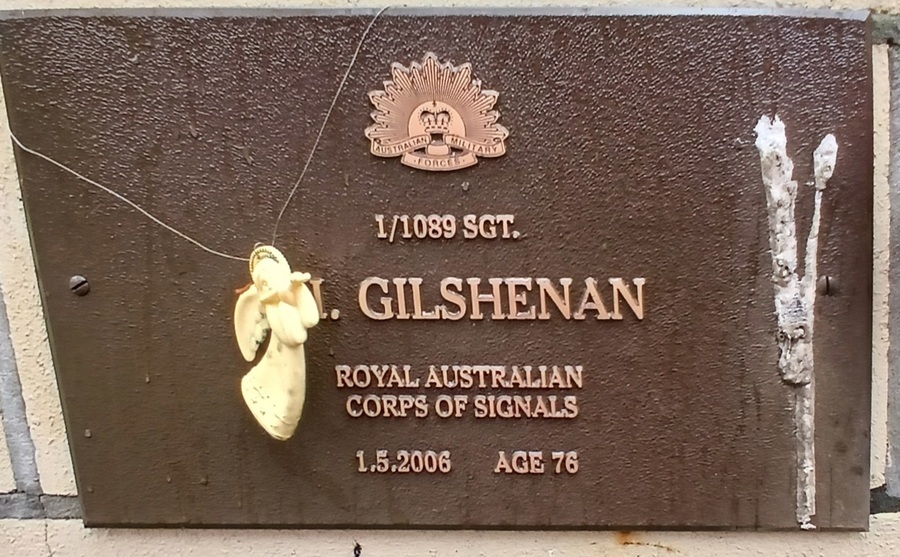 AUSTRALIAN MILITARY
FORCES
1/1089 SGT.
GILSHENAN
ROYAL AUSTRALIAN
CORPS OF SIGNALS
1.5.2006 AGE 76